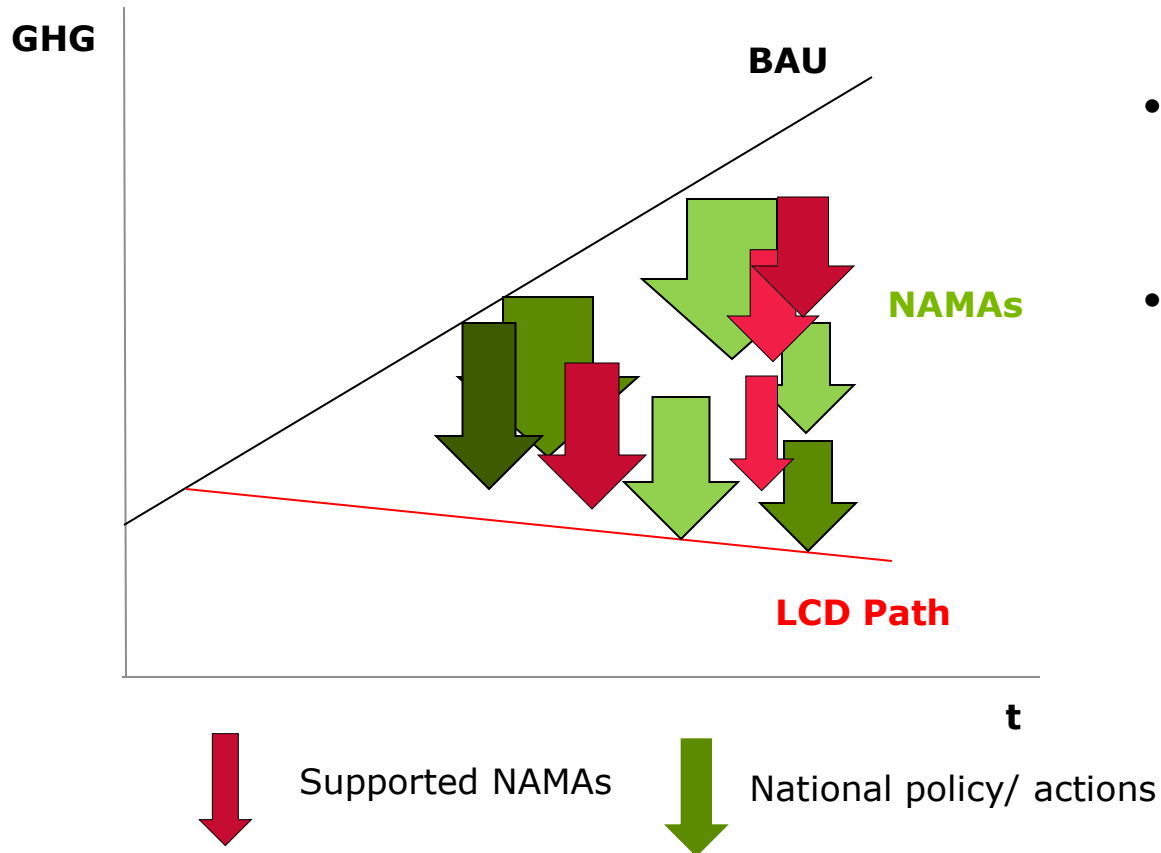 GHG
BAU
•
•
NAMAs
LCD Path
t
Supported NAMAs
National policy/ actions